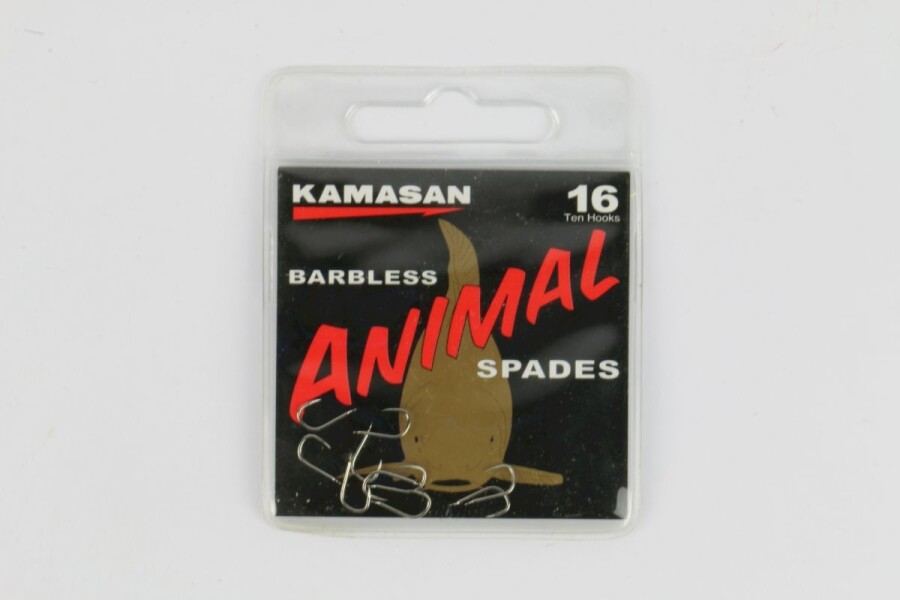 KAMASAN
16
Ten Hooks
BARBLESS
ANIMAL
SPADES